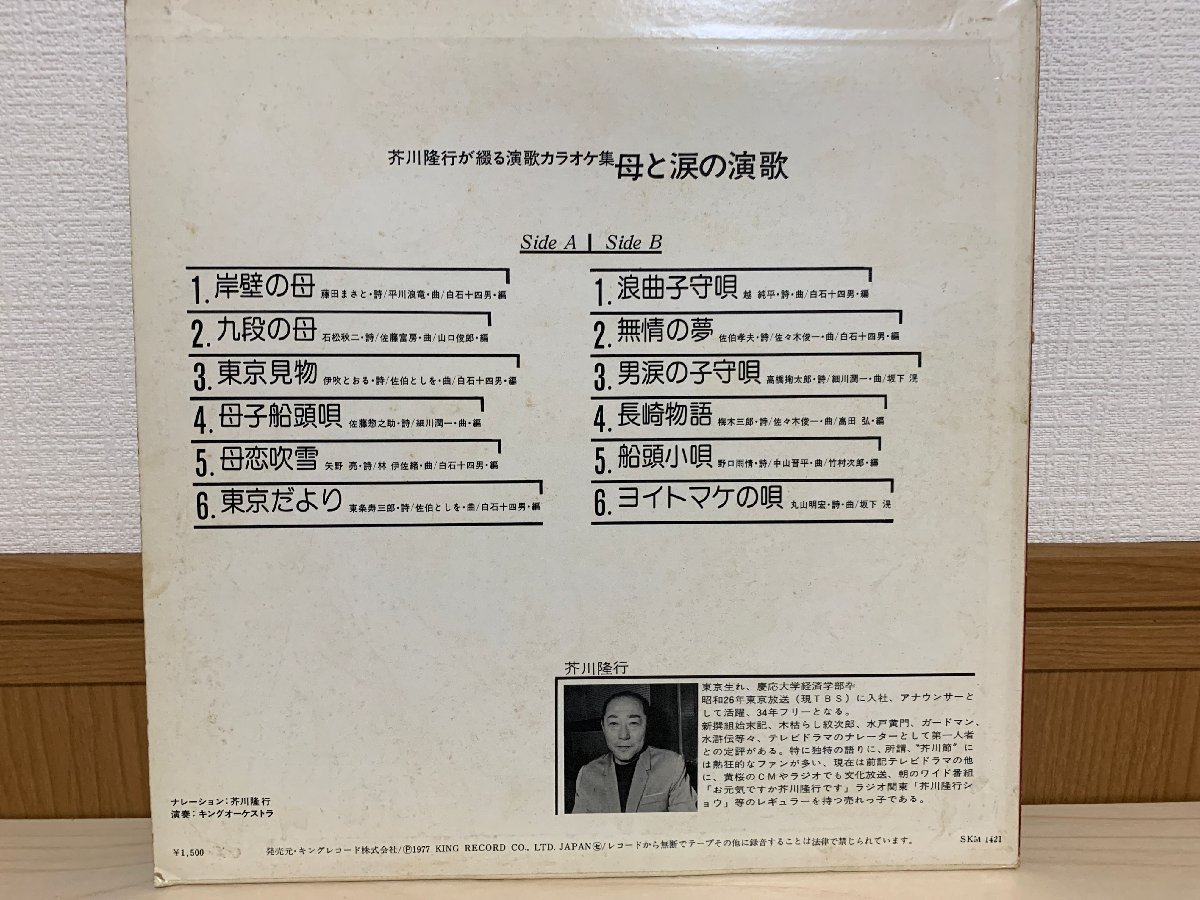 芥川隆行が綴る演歌カラオケ集母と涙の演歌
Side A | Side B
1.岸壁の母 藤田まさと・詩/平川浪竜・曲/白石十四男・編
2.九段の母 石松秋二・詩/佐藤富房・曲/山口俊郎・編
3.東京見物 伊吹とおる・詩/佐伯としを・曲/白石十四男・編
4.母子船頭唄 佐藤惣之助・詩/細川潤一・曲・編
5.母恋吹雪 矢野 亮・詩/林 伊佐緒・曲/白石十四男・編
6.東京だより 東条寿三郎・詩/佐伯としを・曲/白石十四男・編
1.浪曲子守唄 越 純平・詩・曲/白石十四男・編
2.無情の夢 佐伯孝夫・詩/佐々木俊一・曲/白石十四男・編
3.男涙の子守唄 高橋掬太郎・詩/細川潤一・曲/坂下 滉
4.長崎物語 梅木三郎・詩/佐々木俊一・曲/高田 弘・編
5.船頭小唄 野口雨情・詩/中山晋平・曲/竹村次郎・編
6.ヨイトマケの唄 丸山明宏・詩・曲/坂下 滉
芥川隆行
東京生れ、慶応大学経済学部卒
昭和26年東京放送(現TBS)に入社、アナウンサーと
して活躍、34年フリーとなる。
新撰組始末記、木枯らし紋次郎、水戸黄門、ガードマン、
水滸伝等々、テレビドラマのナレーターとして第一人者
との定評がある。特に独特の語りに、所謂、“芥川節”に
は熱狂的なファンが多い、現在は前記テレビドラマの他
に、黄桜のCMやラジオでも文化放送、朝のワイド番組
「お元気ですか芥川隆行です」ラジオ関東「芥川隆行シ
ョウ」等のレギュラーを持つ売れっ子である。
ナレーション:芥川隆行
演奏:キングオーケストラ
¥1,500
発売元・キングレコード株式会社/Ⓟ1977 KING RECORD CO., LTD. JAPAN/レコードから無断でテープその他に録音することは法律で禁じられています。
SKM 1421